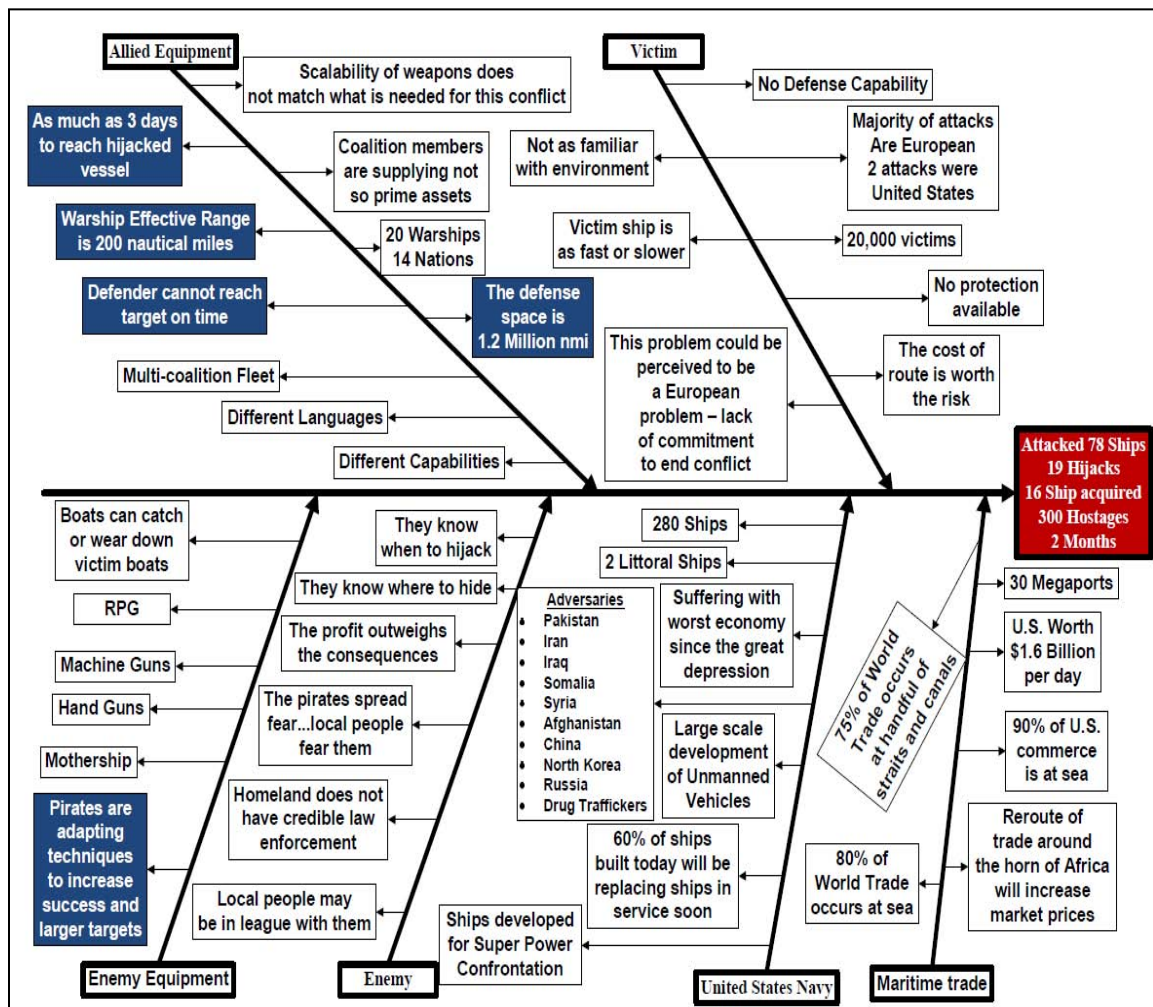 Allied Equipment
Scalability of weapons does
not match what is needed for this conflict
As much as 3 days
to reach hijacked
vessel
Coalition members
are supplying not
so prime assets
Warship Effective Range
is 200 nautical miles
20 Warships
14 Nations
Defender cannot reach
target on time
The defense
space is
1.2 Million nmi
Multi-coalition Fleet
Different Languages
Different Capabilities
Victim
No Defense Capability
Not as familiar
with environment
Majority of attacks
Are European
2 attacks were
United States
Victim ship is
as fast or slower
20,000 victims
No protection
available
This problem could be
perceived to be
a European
problem – lack
of commitment
to end conflict
The cost of
route is worth
the risk
Attacked 78 Ships
19 Hijacks
16 Ship acquired
300 Hostages
2 Months
Boats can catch
or wear down
victim boats
RPG
Machine Guns
Hand Guns
Mothership
Pirates are
adapting
techniques
to increase
success and
larger targets
Enemy Equipment
They know
when to hijack
They know where to hide
The profit outweighs
the consequences
The pirates spread
fear...local people
fear them
Homeland does not
have credible law
enforcement
Local people may
be in league with them
Enemy
280 Ships
2 Littoral Ships
Suffering with
worst economy
since the great
depression
Adversaries
• Pakistan
• Iran
• Iraq
• Somalia
• Syria
• Afghanistan
• China
• North Korea
• Russia
• Drug Traffickers
Large scale
development
of Unmanned
Vehicles
60% of ships
built today will be
replacing ships in
service soon
Ships developed
for Super Power
Confrontation
United States Navy
75% of World
Trade occurs
at handful of
straits and canals
30 Megaports
U.S. Worth
$1.6 Billion
per day
90% of U.S.
commerce
is at sea
80% of
World Trade
occurs at sea
Reroute of
trade around
the horn of Africa
will increase
market prices
Maritime trade